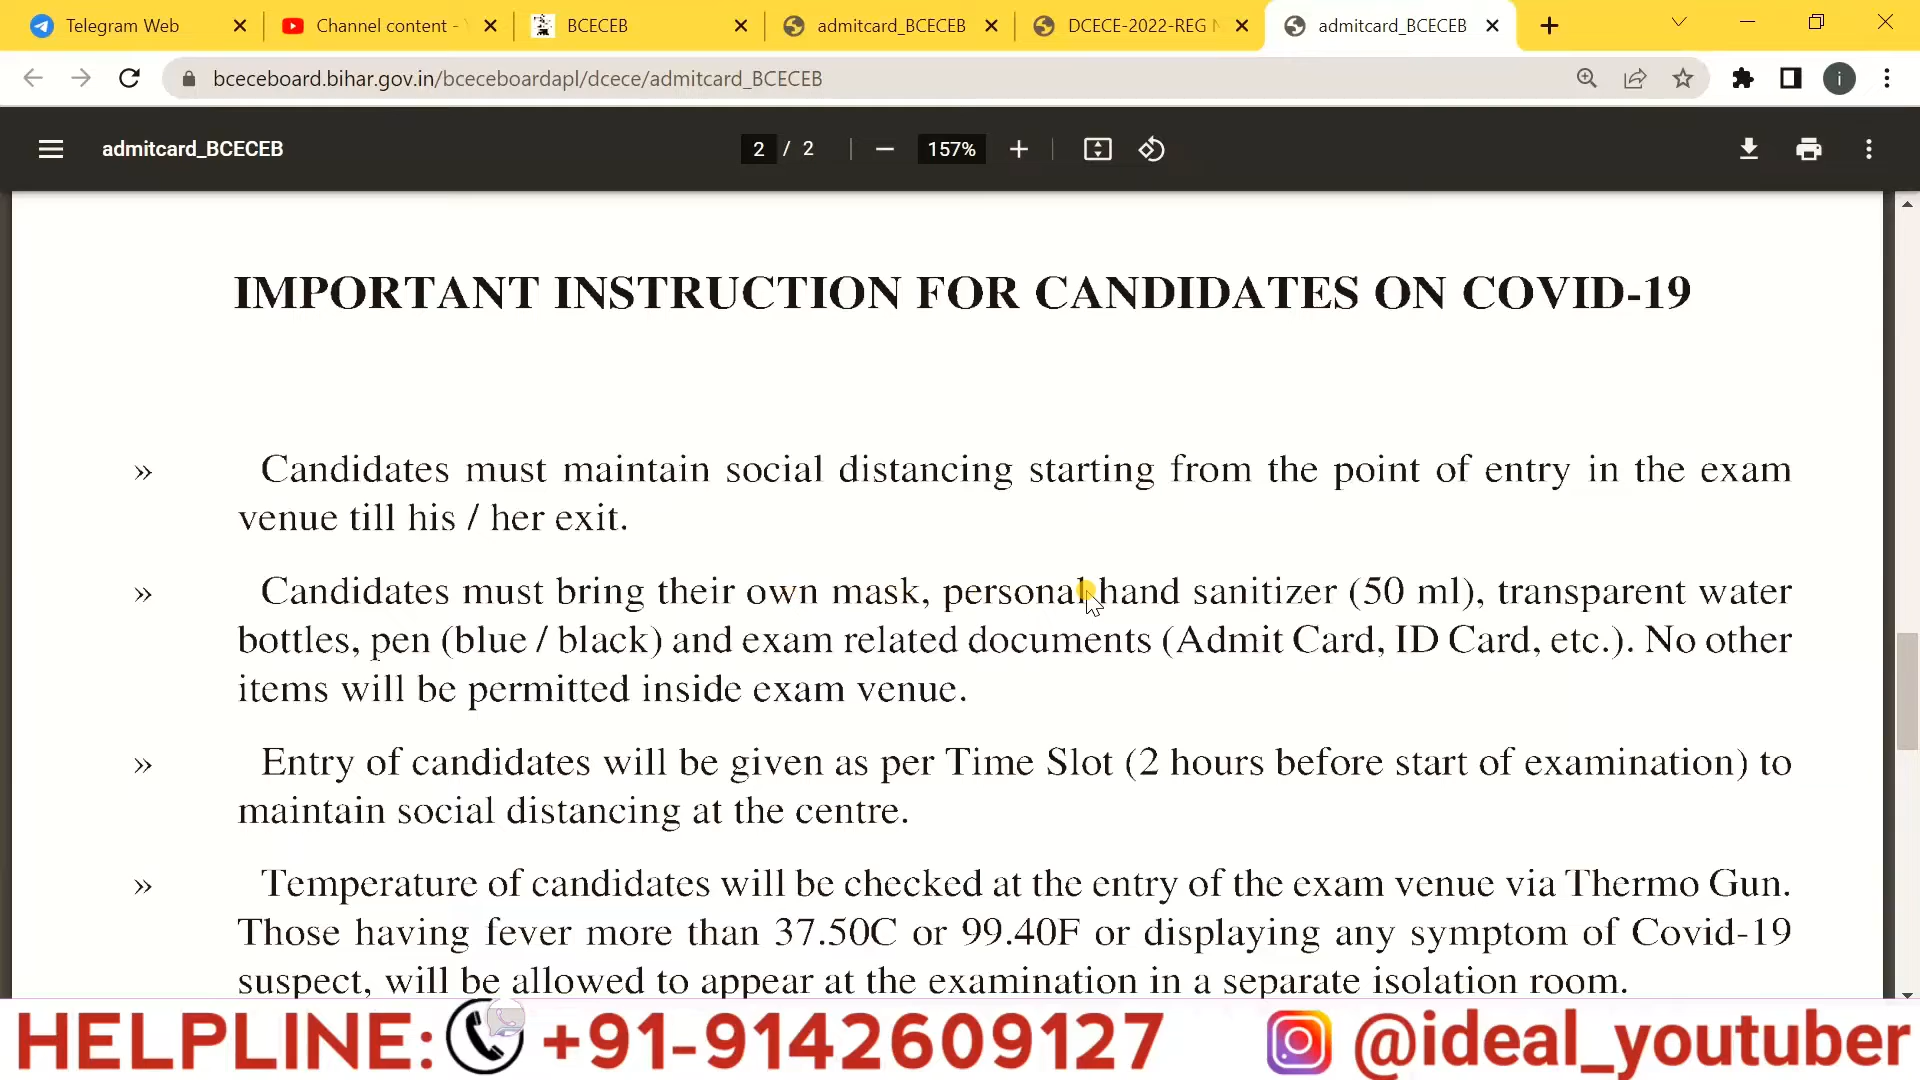 Telegram Web
Channel content -
BCECEB
admitcard_BCECEB
DCECE-2022-REG
admitcard_BCECEB
bceceboard.bihar.gov.in/bceceboardapl/dcece/admitcard_BCECEB
i
admitcard_BCECEB
2 / 2
157%
IMPORTANT INSTRUCTION FOR CANDIDATES ON COVID-19
» Candidates must maintain social distancing starting from the point of entry in the exam
venue till his / her exit.
» Candidates must bring their own mask, personal hand sanitizer (50 ml), transparent water
bottles, pen (blue / black) and exam related documents (Admit Card, ID Card, etc.). No other
items will be permitted inside exam venue.
» Entry of candidates will be given as per Time Slot (2 hours before start of examination) to
maintain social distancing at the centre.
» Temperature of candidates will be checked at the entry of the exam venue via Thermo Gun.
Those having fever more than 37.50C or 99.40F or displaying any symptom of Covid-19
suspect, will be allowed to appear at the examination in a separate isolation room.
HELPLINE: +91-9142609127 @ideal_youtuber